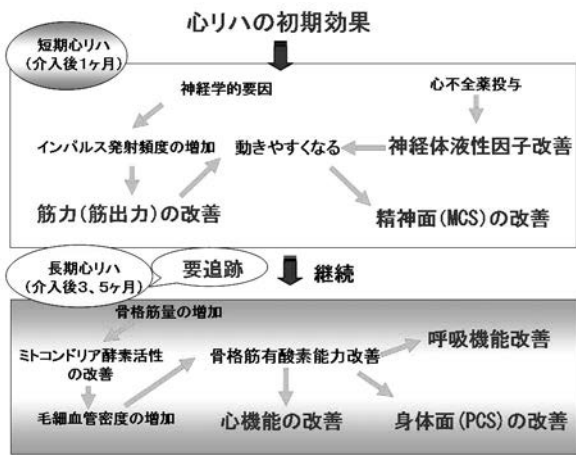 心リハの初期効果
短期心リハ
(介入後1ヶ月)
神経学的要因
心不全薬投与
インパルス発射頻度の増加
動きやすくなる
神経体液性因子改善
筋力(筋出力)の改善
精神面(MCS)の改善
長期心リハ
(介入後3、5ヶ月)
要追跡
継続
骨格筋量の増加
ミトコンドリア酵素活性
の改善
骨格筋有酸素能力改善
呼吸機能改善
毛細血管密度の増加
心機能の改善
身体面(PCS)の改善